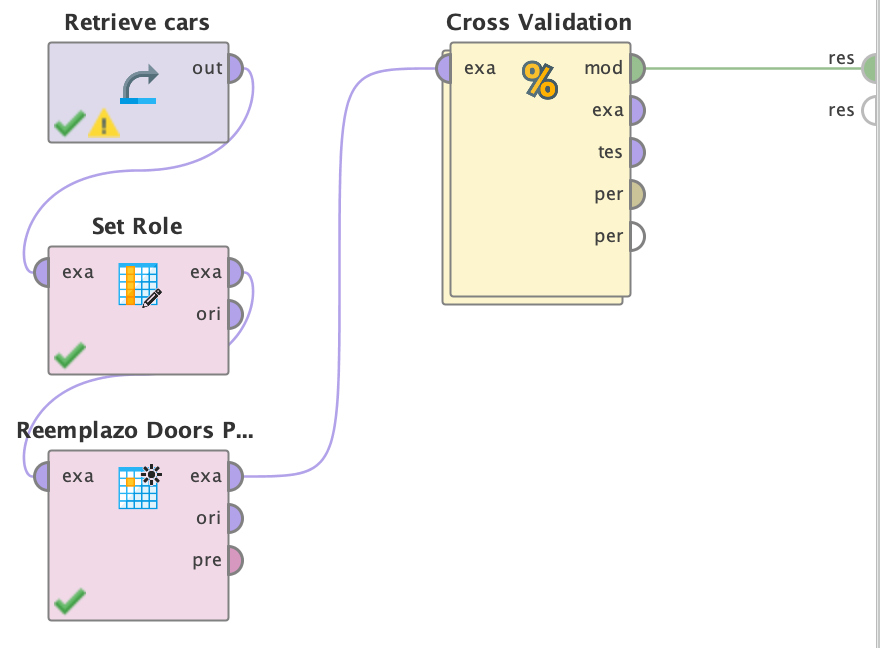 Retrieve cars
out
Set Role
exa
exa
ori
Reemplazo Doors P...
exa
exa
ori
pre
Cross Validation
exa
%
mod
exa
tes
per
per
res
res